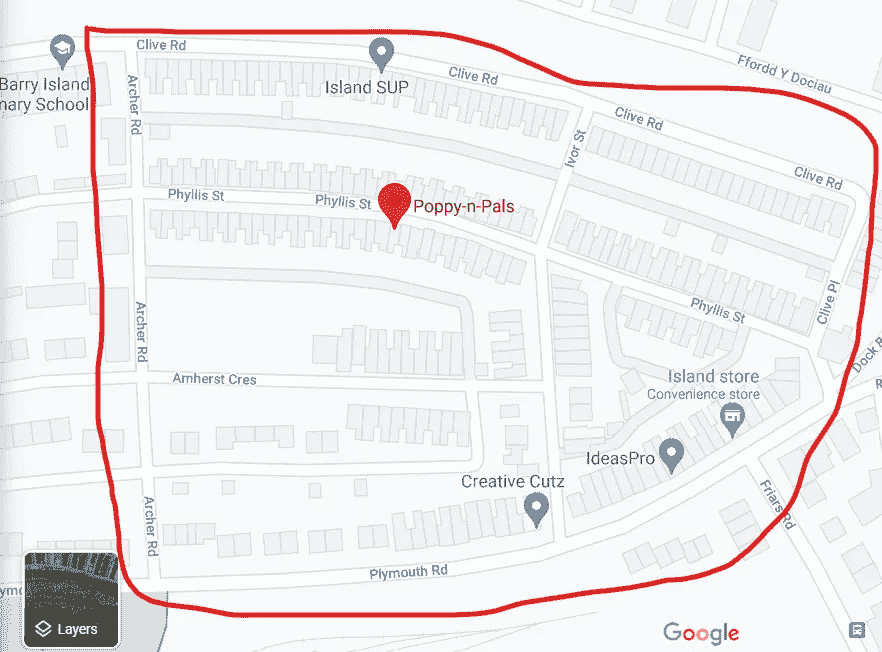 Clive Rd
Barry Island
nary School
Island SUP
Clive Rd
Ffordd Y Dociau
Archer Rd
Clive Rd
Ivor St
Clive Rd
Phyllis St
Phyllis St
Poppy-n-Pals
Clive Pl
Phyllis St
Archer Rd
Dock R
R
Amherst Cres
Island store
Convenience store
IdeasPro
Creative Cutz
Friars Rd
Archer Rd
Plymouth Rd
Plymo
Layers
Google